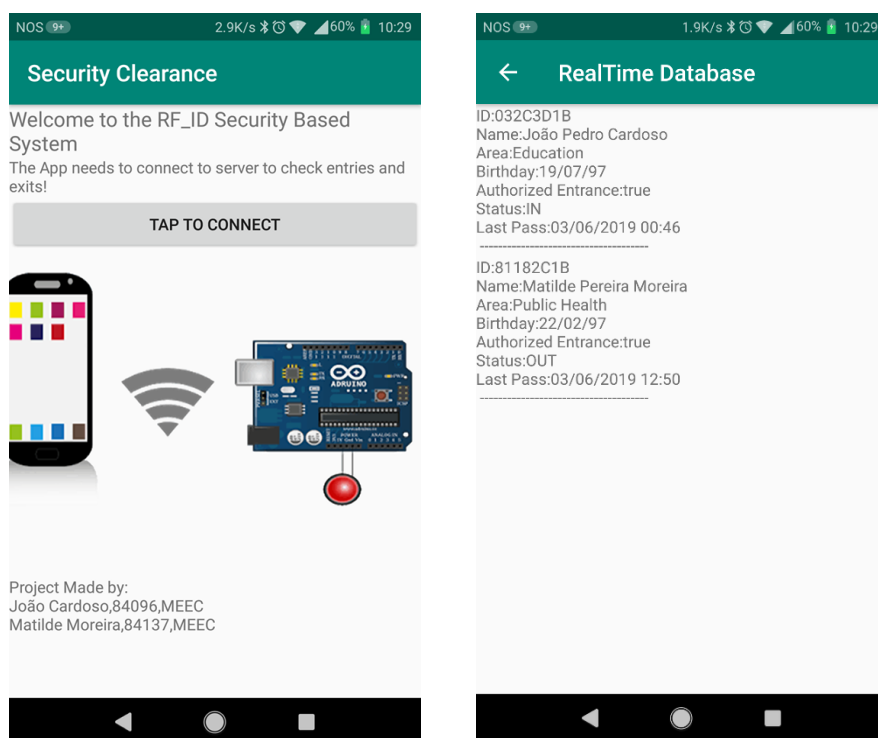 NOS 9+ 2.9K/s 60% 10:29
Security Clearance
Welcome to the RF_ID Security Based
System
The App needs to connect to server to check entries and
exits!
TAP TO CONNECT
ADRUINO
Project Made by:
João Cardoso,84096,MEEC
Matilde Moreira,84137,MEEC
NOS 9+ 1.9K/s 60% 10:29
RealTime Database
ID:032C3D1B
Name:João Pedro Cardoso
Area:Education
Birthday:19/07/97
Authorized Entrance:true
Status:IN
Last Pass:03/06/2019 00:46
-------------------------------------
ID:81182C1B
Name:Matilde Pereira Moreira
Area:Public Health
Birthday:22/02/97
Authorized Entrance:true
Status:OUT
Last Pass:03/06/2019 12:50
-------------------------------------